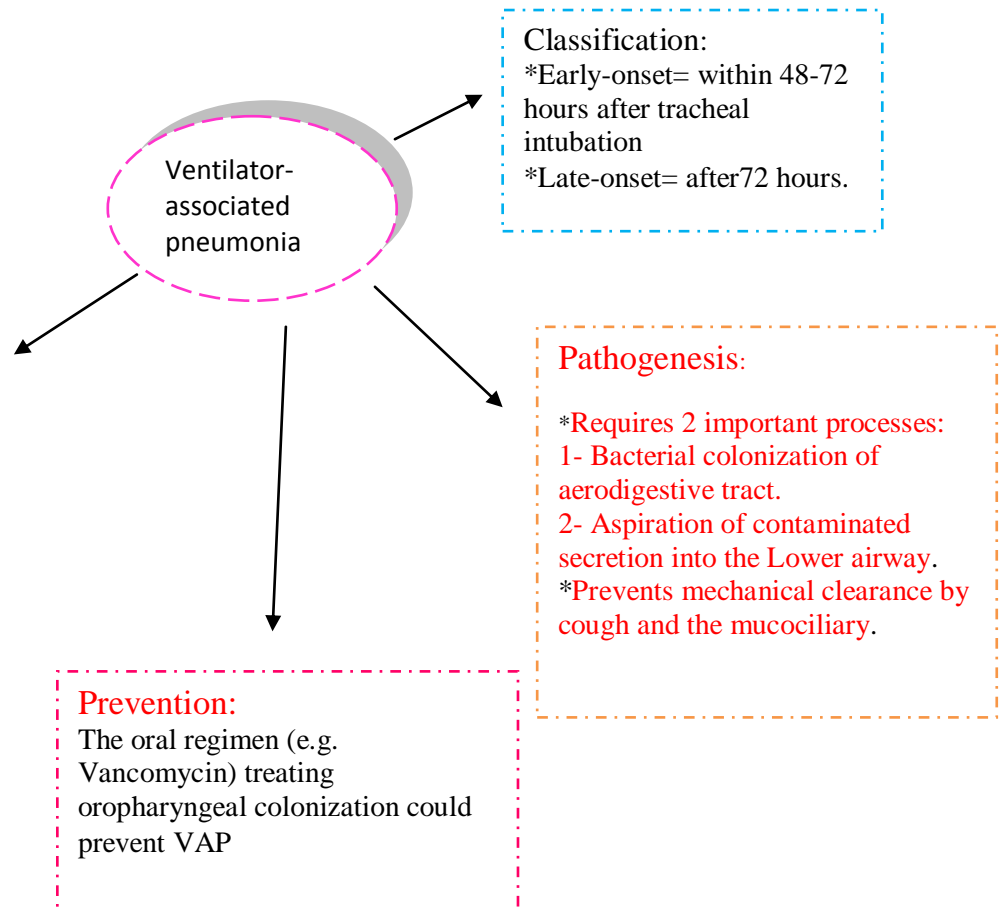 Classification:
*Early-onset= within 48-72
hours after tracheal
intubation
*Late-onset= after72 hours.
Ventilator-
associated
pneumonia
Pathogenesis:
*Requires 2 important processes:
1- Bacterial colonization of
aerodigestive tract.
2- Aspiration of contaminated
secretion into the Lower airway.
*Prevents mechanical clearance by
cough and the mucociliary.
Prevention:
The oral regimen (e.g.
Vancomycin) treating
oropharyngeal colonization could
prevent VAP